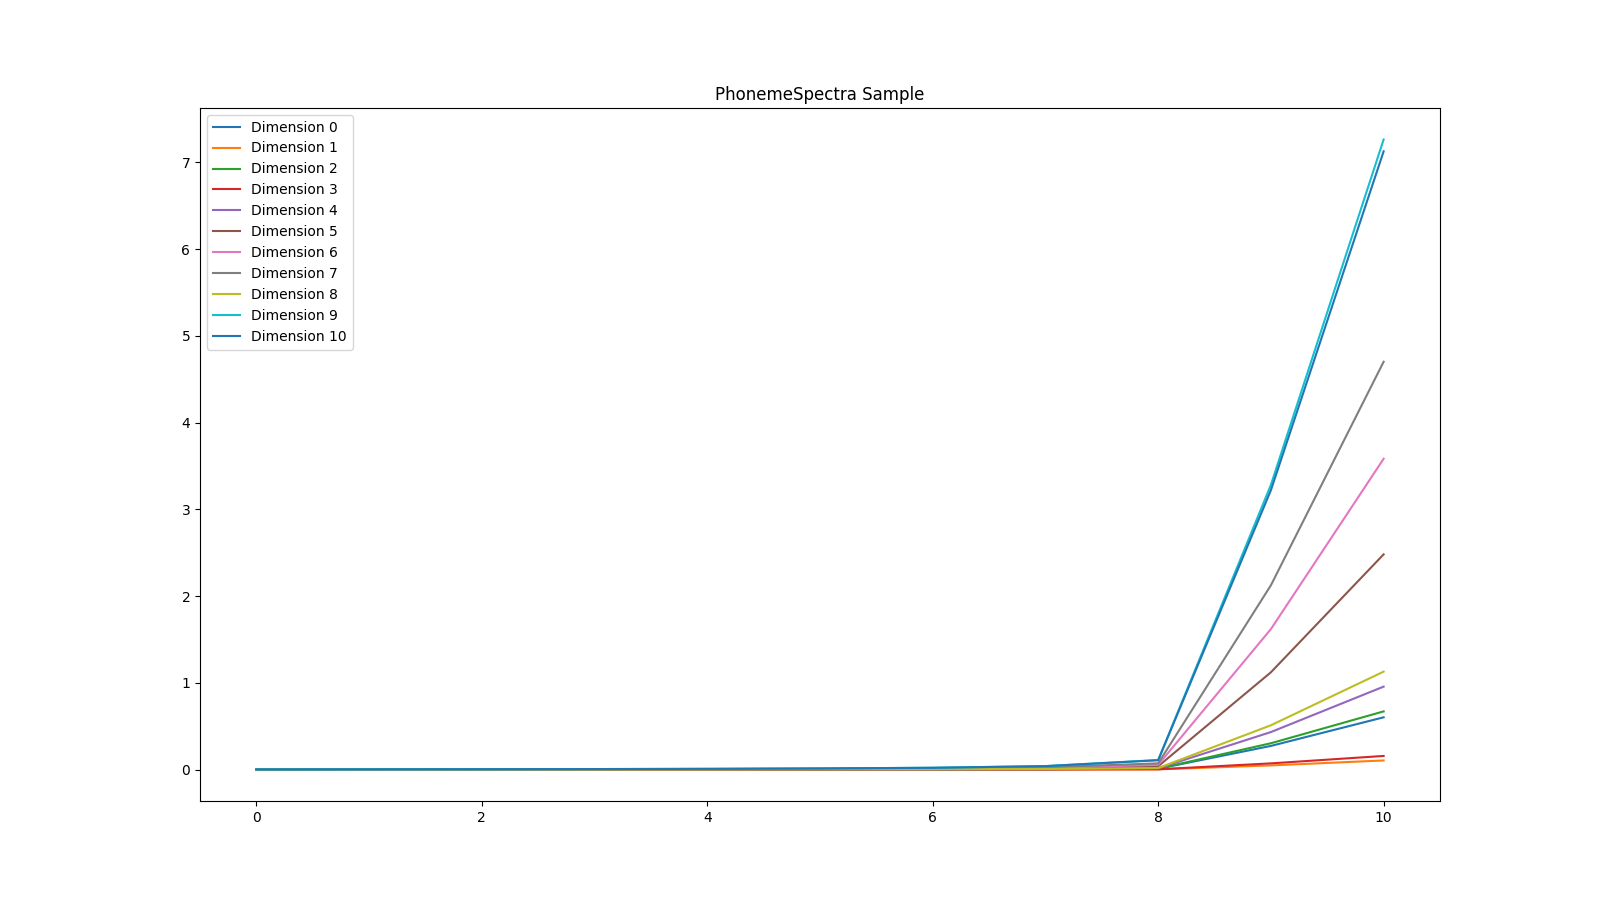 PhonemeSpectra Sample
Dimension 0
Dimension 1
Dimension 2
Dimension 3
Dimension 4
Dimension 5
Dimension 6
Dimension 7
Dimension 8
Dimension 9
Dimension 10
7
6
5
4
3
2
1
0
0 2 4 6 8 10